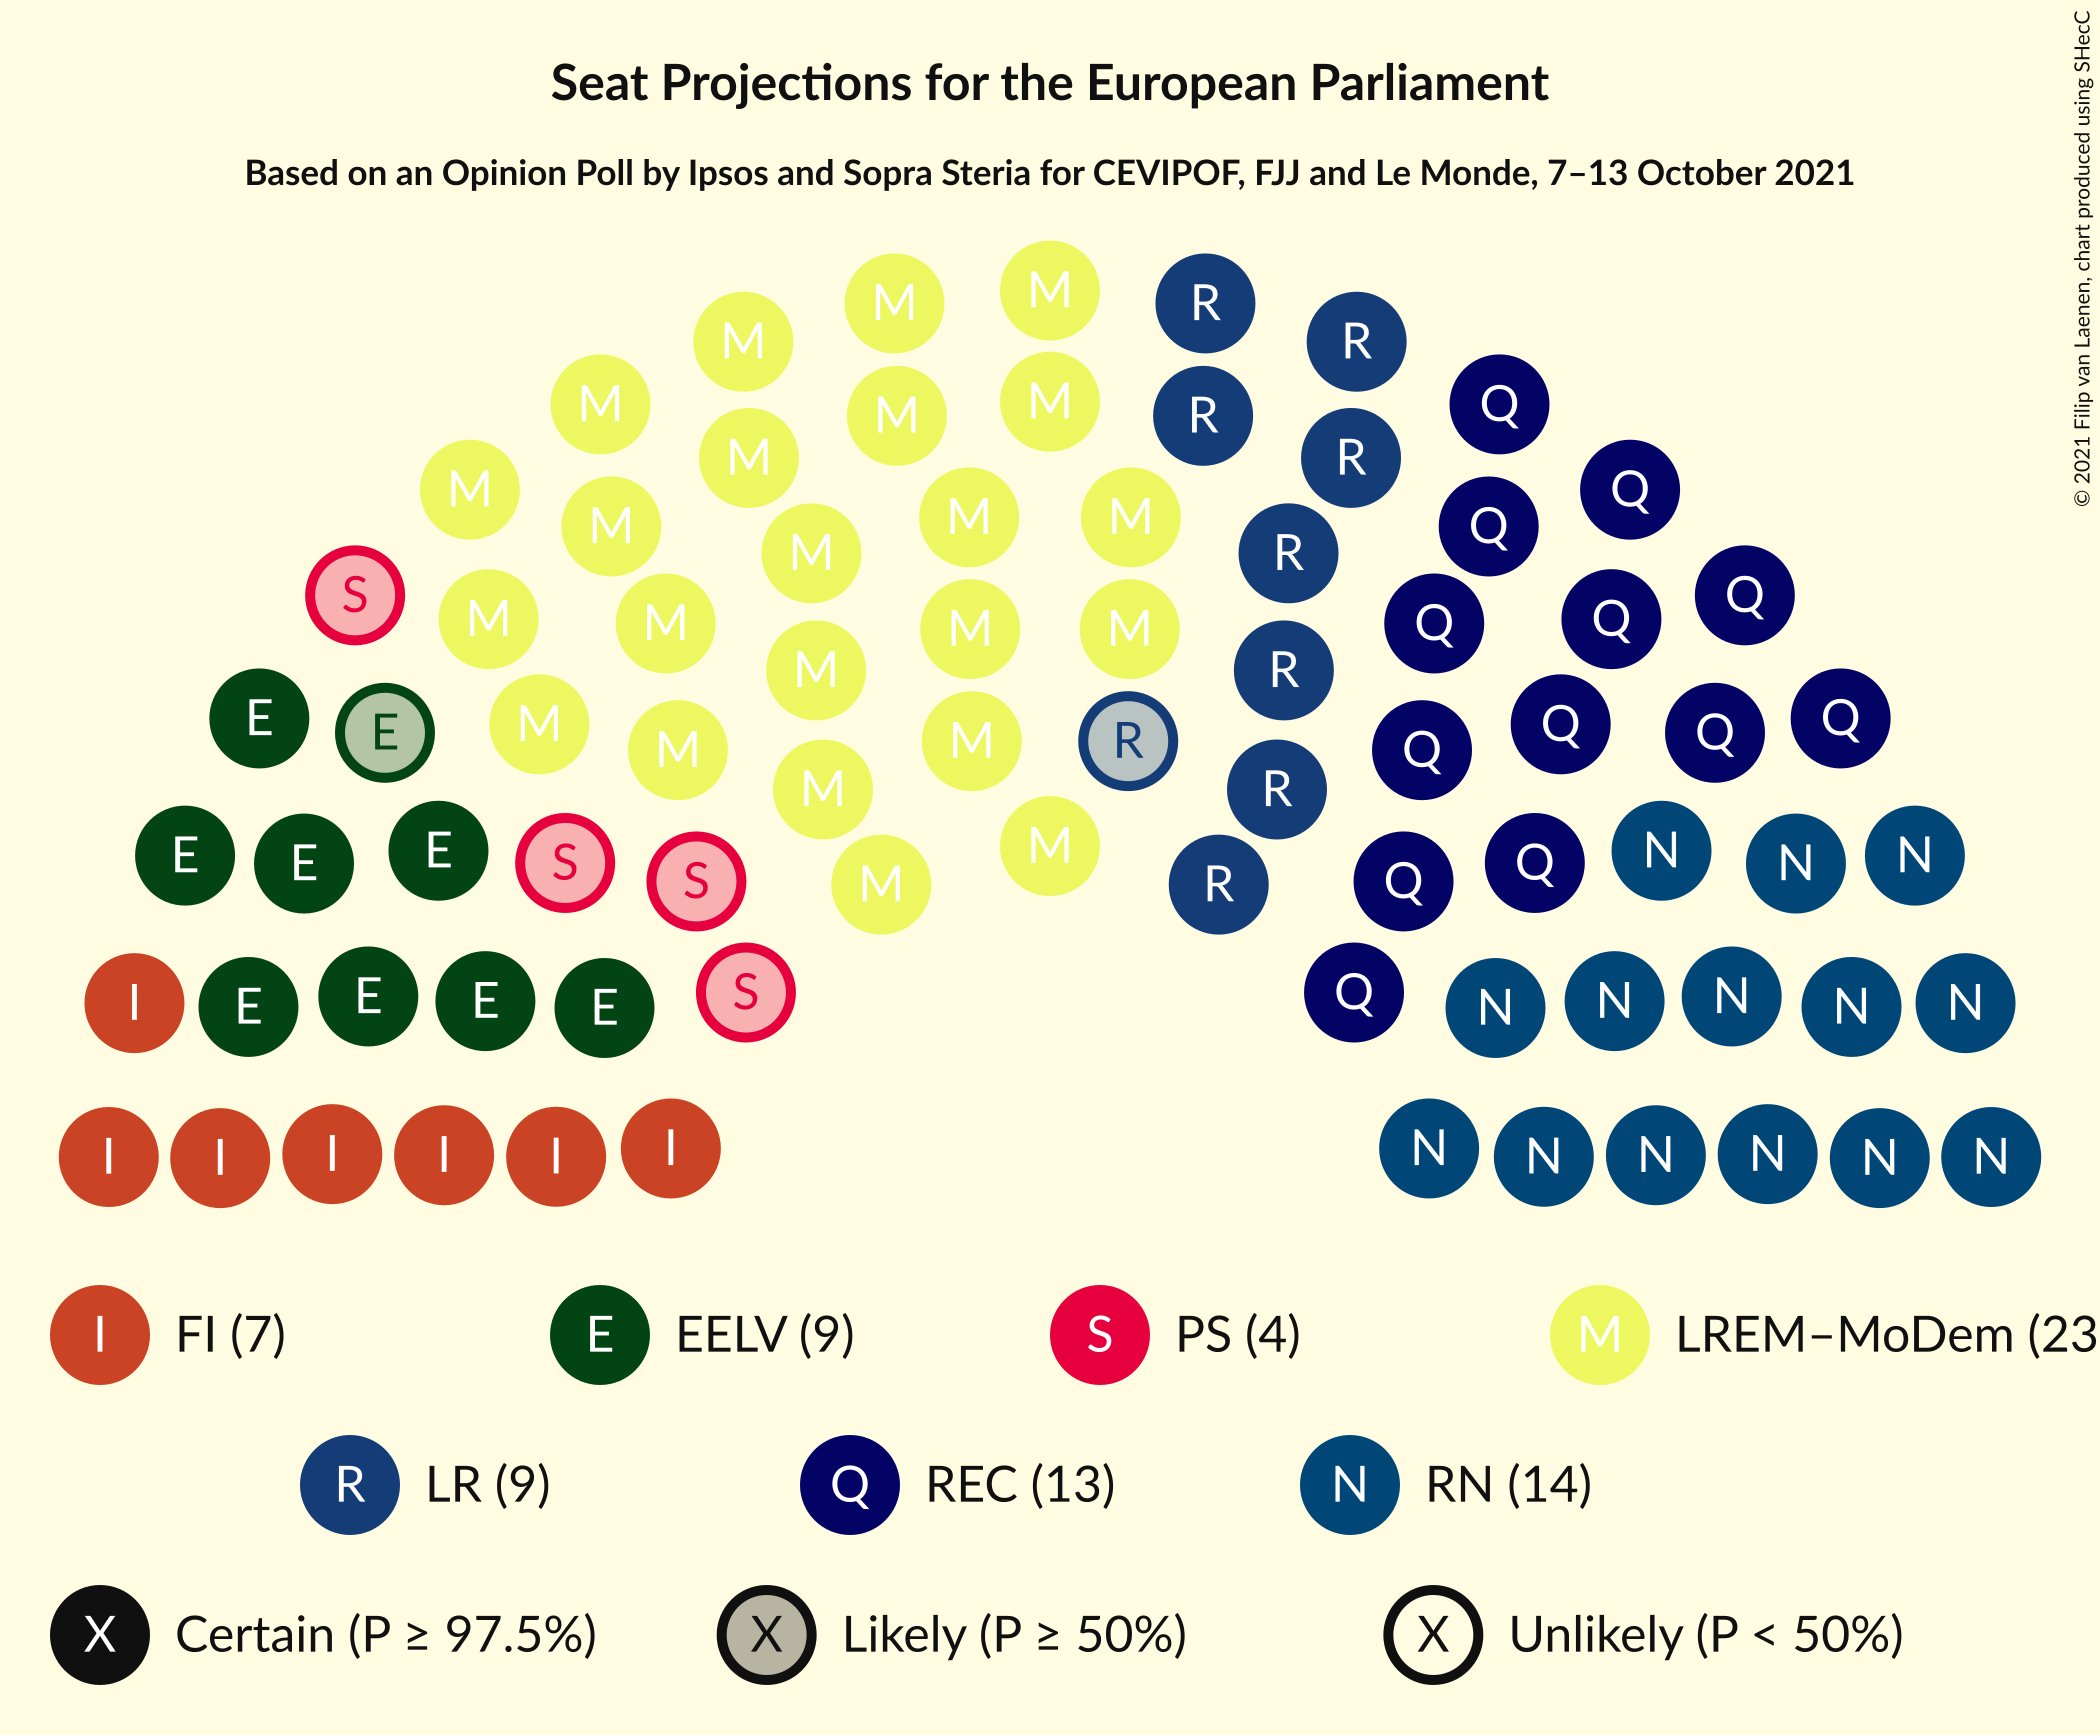 Seat Projections for the European Parliament
Based on an Opinion Poll by Ipsos and Sopra Steria for CEVIPOF, FJJ and Le Monde, 7–13 October 2021
© 2021 Filip van Laenen, chart produced using SHecC
M M M R R
M M Q
M M R R Q
M M M Q
M M M R Q
S M M M M R Q Q Q
E E M M M R Q Q Q
M M R Q
E E E S S M M R Q Q N N N
I E E E E S Q N N N N N
I I I I I I N N N N N N
I FI (7) E EELV (9) S PS (4) M LREM–MoDem (23
R LR (9) Q REC (13) N RN (14)
X Certain (P ≥ 97.5%) X Likely (P ≥ 50%) X Unlikely (P < 50%)